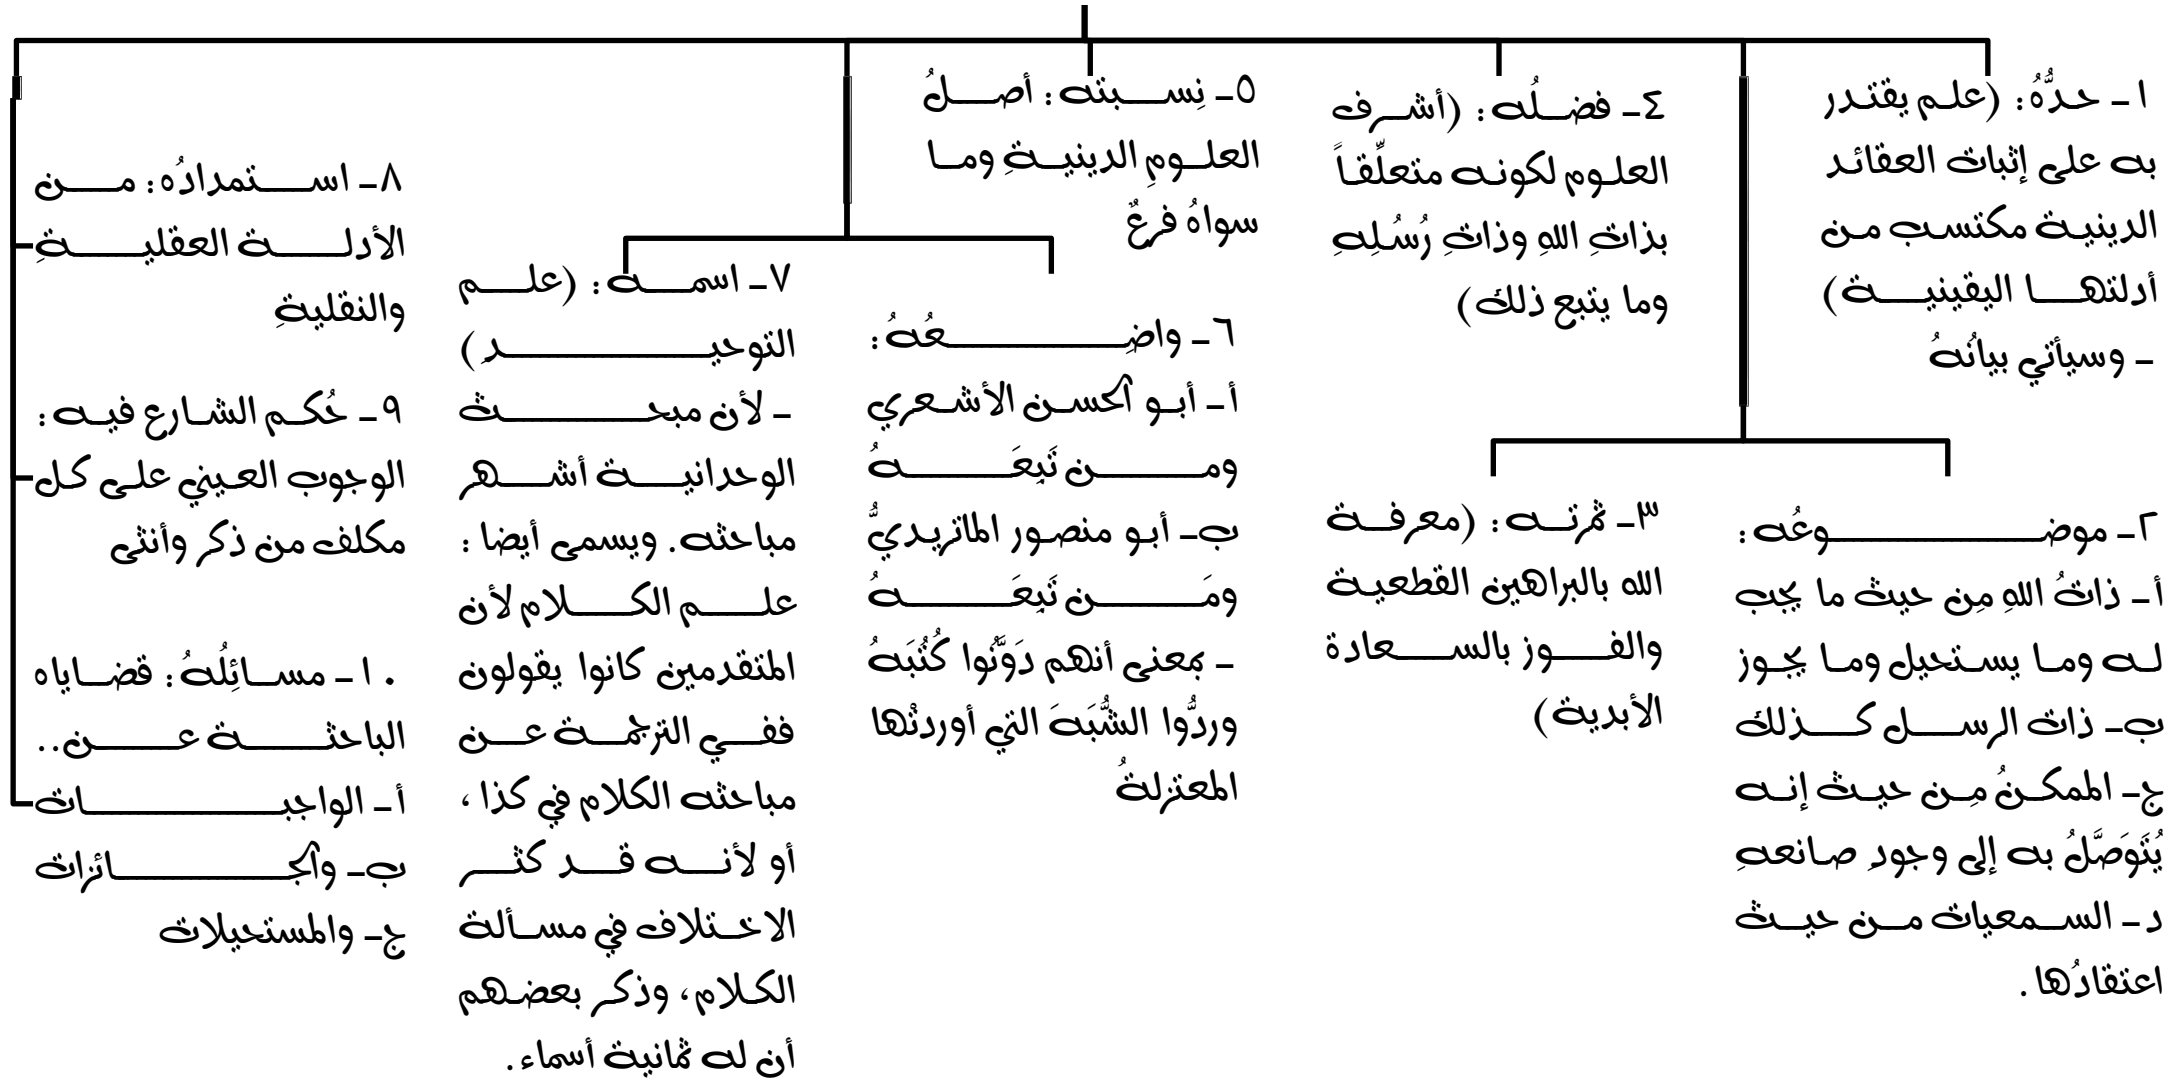 ١- حدُّهُ: (علم يقتدر
به على إثبات العقائد
الدينية مكتسب من
أدلتها اليقينية)
- وسيأتي بيانُهُ
٢- موضوعُه:
أ- ذاتُ اللهِ مِن حيث ما يجب
له وما يستحيل وما يجوز
ب- ذات الرسل كذلك
ج- الممكنُ مِن حيث إنه
يُتَوَصَّلُ به إلى وجودِ صانعهِ
د- السمعيات من حيث
اعتقادُها.
٣- ثمرته: (معرفة
الله بالبراهين القطعية
والفوز بالسعادة
الأبدية)
٤- فضلُه: (أشرف
العلوم لكونه متعلِّقاً
بذاتِ اللهِ وذاتِ رُسُلِهِ
وما يتبع ذلك)
٥- نِسبته: أصلُ
العلومِ الدينيةِ وما
سواهُ فرعٌ
٦- واضِعُهُ:
أ- أبو الحسن الأشعري
ومن تَبِعَهُ
ب- أبو منصور الماتريديُّ
ومَن تَبِعَهُ
- بمعنى أنهم دَوَّنُوا كُتُبَهُ
وردُّوا الشُّبَهَ التي أوردتْها
المعتزلةُ
٧- اسمه: (علم
التوحيد)
- لأن مبحث
الوحدانية أشهر
مباحثه. ويسمى أيضا:
علم الكلام لأن
المتقدمين كانوا يقولون
ففي الترجمة عن
مباحثه الكلام في كذا،
أو لأنه قد كثر
الاختلاف في مسألة
الكلام، وذكر بعضهم
أن له ثمانية أسماء.
٨- استمدادُه: من
الأدلة العقليةِ
والنقليةِ
٩- حُكم الشارع فيه:
الوجوب العيني على كل
مكلف من ذكر وأنثى
١٠- مسائِلُهُ: قضاياه
الباحثة عن..
أ- الواجبات
ب- والجائزات
ج- والمستحيلات